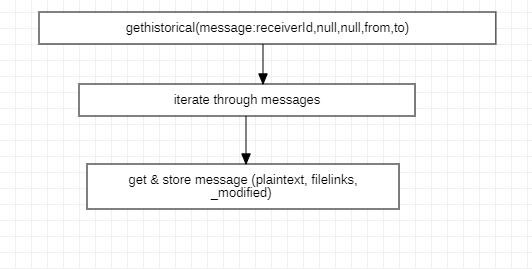 gethistorical(message:receiverId,null,null,from,to)
iterate through messages
get & store message (plaintext, filelinks,
_modified)